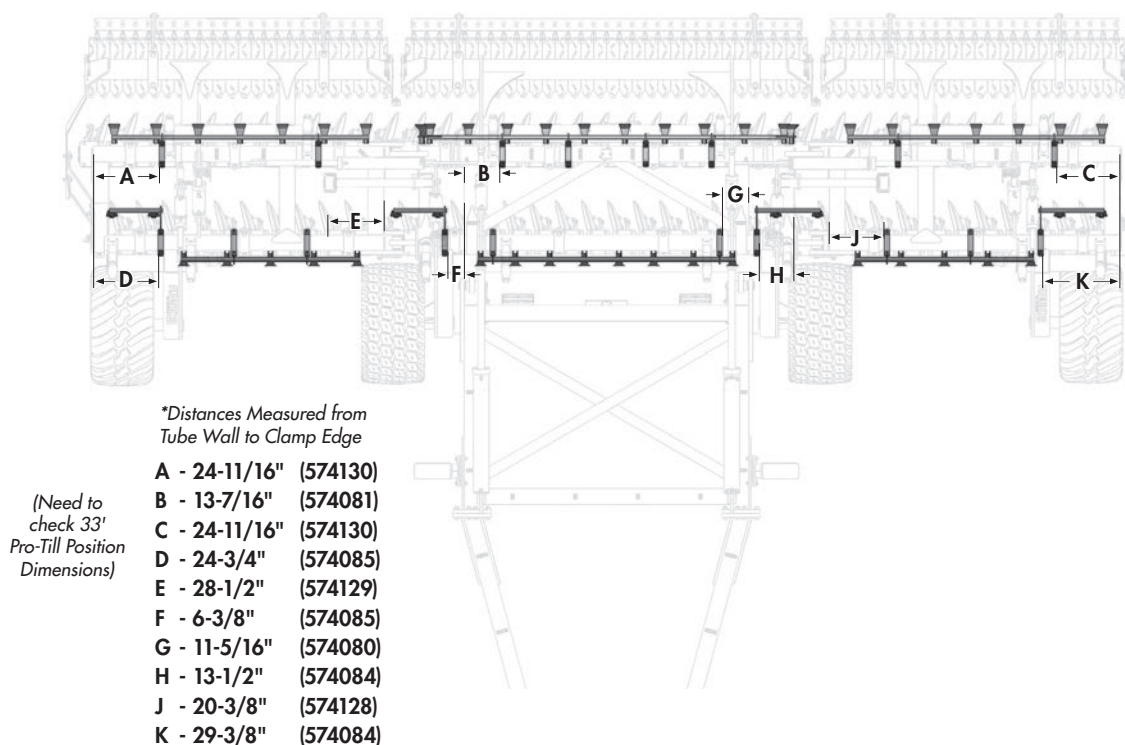 A
B
C
G
E
J
F
H
D
K
*Distances Measured from
Tube Wall to Clamp Edge
(Need to
check 33'
Pro-Till Position
Dimensions)
A - 24-11/16" (574130)
B - 13-7/16" (574081)
C - 24-11/16" (574130)
D - 24-3/4" (574085)
E - 28-1/2" (574129)
F - 6-3/8" (574085)
G - 11-5/16" (574080)
H - 13-1/2" (574084)
J - 20-3/8" (574128)
K - 29-3/8" (574084)